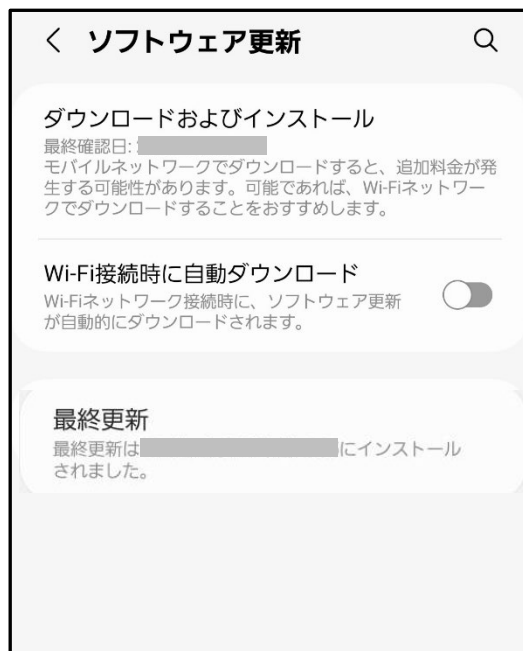 ソフトウェア更新
ダウンロードおよびインストール
最終確認日:
モバイルネットワークでダウンロードすると、追加料金が発
生する可能性があります。可能であれば、Wi-Fiネットワー
クでダウンロードすることをおすすめします。
Wi-Fi接続時に自動ダウンロード
Wi-Fiネットワーク接続時に、ソフトウェア更新
が自動的にダウンロードされます。
最終更新
最終更新は にインストール
されました。